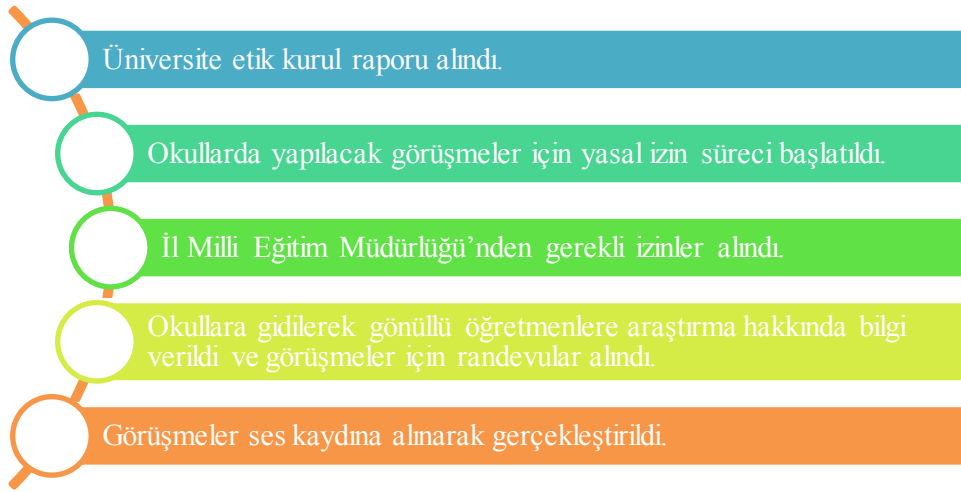 Üniversite etik kurul raporu alındı.
Okullarda yapılacak görüşmeler için yasal izin süreci başlatıldı.
İl Milli Eğitim Müdürlüğü’nden gerekli izinler alındı.
Okullara gidilerek gönüllü öğretmenlere araştırma hakkında bilgi
verildi ve görüşmeler için randevular alındı.
Görüşmeler ses kaydına alınarak gerçekleştirildi.